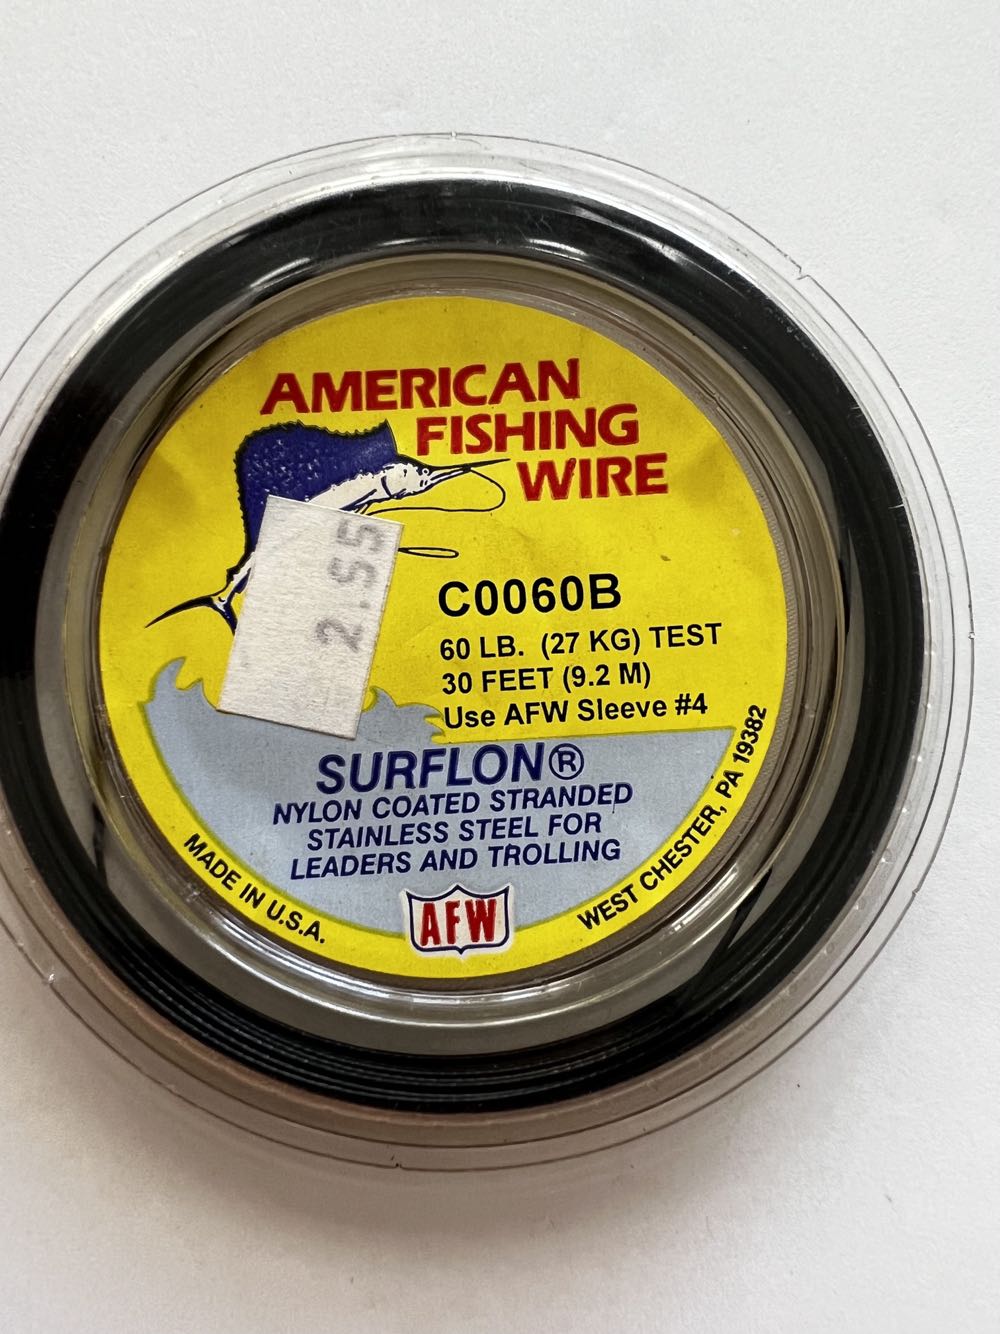 AMERICAN
FISHING
WIRE
2.55
C0060B
60 LB. (27 KG) TEST
30 FEET (9.2 M)
Use AFW Sleeve #4
SURFLON®
NYLON COATED STRANDED
STAINLESS STEEL FOR
LEADERS AND TROLLING
MADE IN U.S.A.
AFW
WEST CHESTER, PA 19382